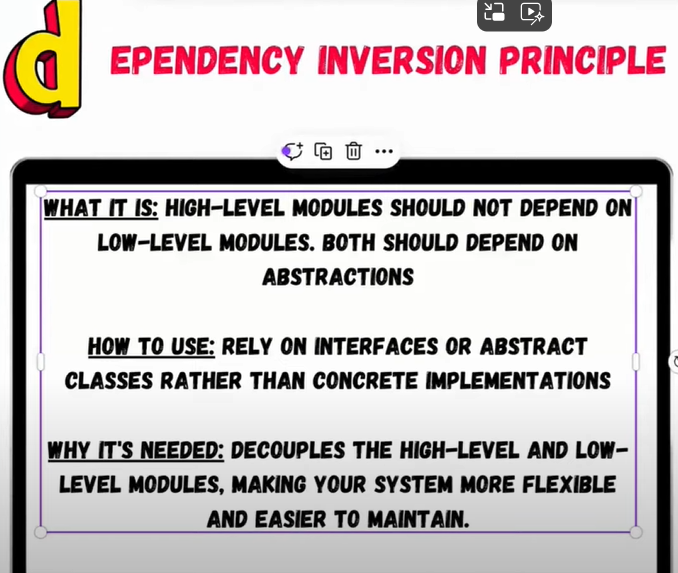 dEPENDENCY INVERSION PRINCIPLE
WHAT IT IS: HIGH-LEVEL MODULES SHOULD NOT DEPEND ON
LOW-LEVEL MODULES. BOTH SHOULD DEPEND ON
ABSTRACTIONS
HOW TO USE: RELY ON INTERFACES OR ABSTRACT
CLASSES RATHER THAN CONCRETE IMPLEMENTATIONS
WHY IT'S NEEDED: DECOUPLES THE HIGH-LEVEL AND LOW-
LEVEL MODULES, MAKING YOUR SYSTEM MORE FLEXIBLE
AND EASIER TO MAINTAIN.